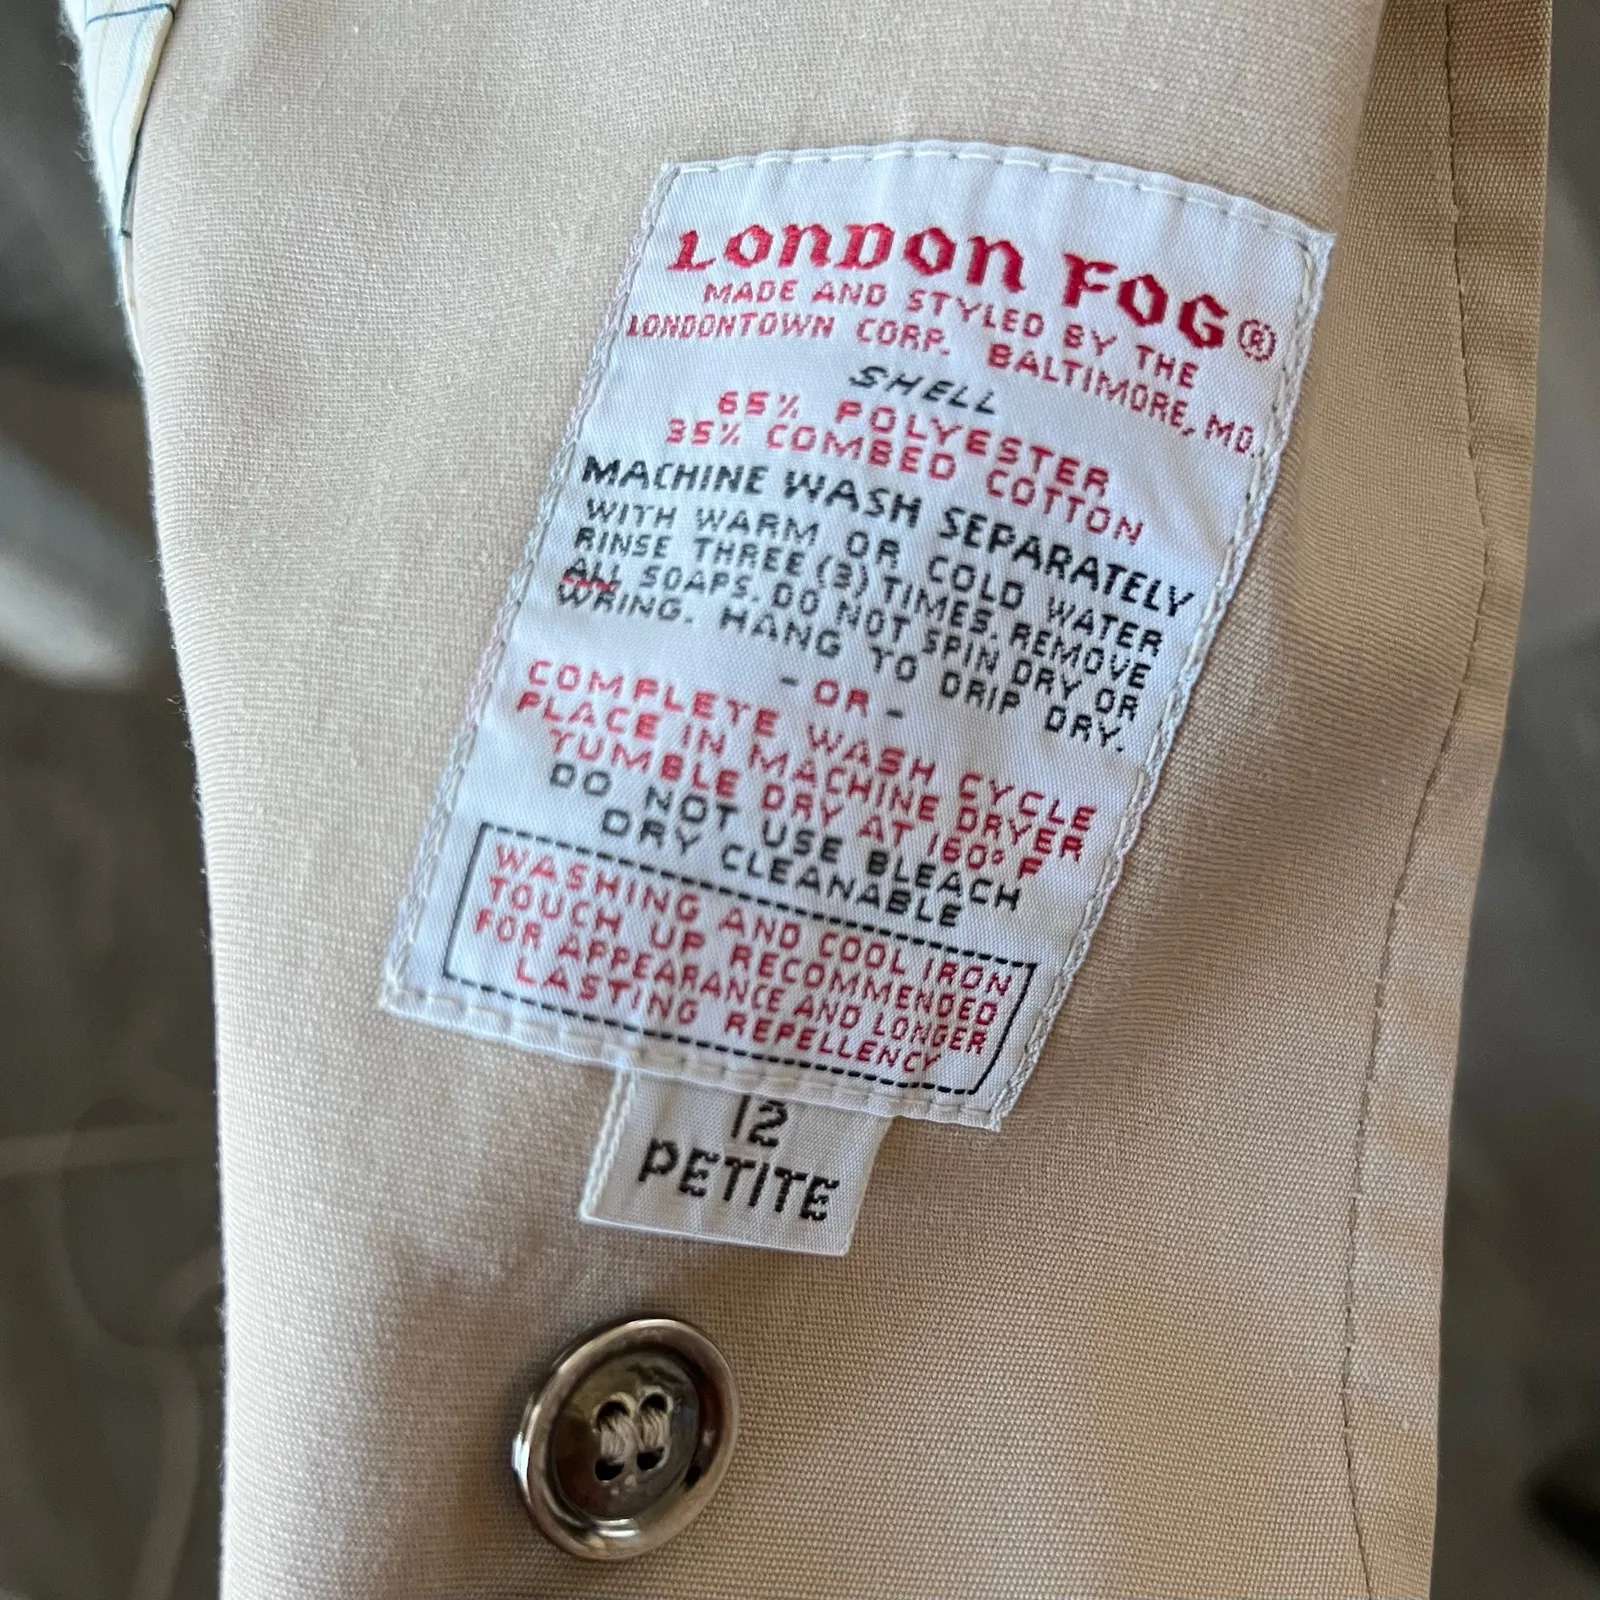 LONDON FOG®
MADE AND STYLED BY THE
LONDONTOWN CORP. BALTIMORE, MD.
SHELL
65% POLYESTER
35% COMBED COTTON
MACHINE WASH SEPARATELY
WITH WARM OR COLD WATER
RINSE THREE (3) TIMES. REMOVE
ALL SOAPS. DO NOT SPIN DRY OR
WRING. HANG TO DRIP DRY.
- OR -
COMPLETE WASH CYCLE
PLACE IN MACHINE DRYER
TUMBLE DRY AT 160° F
DO NOT USE BLEACH
DRY CLEANABLE
WASHING AND COOL IRON
TOUCH UP RECOMMENDED
FOR APPEARANCE AND LONGER
LASTING REPELLENCY
12
PETITE